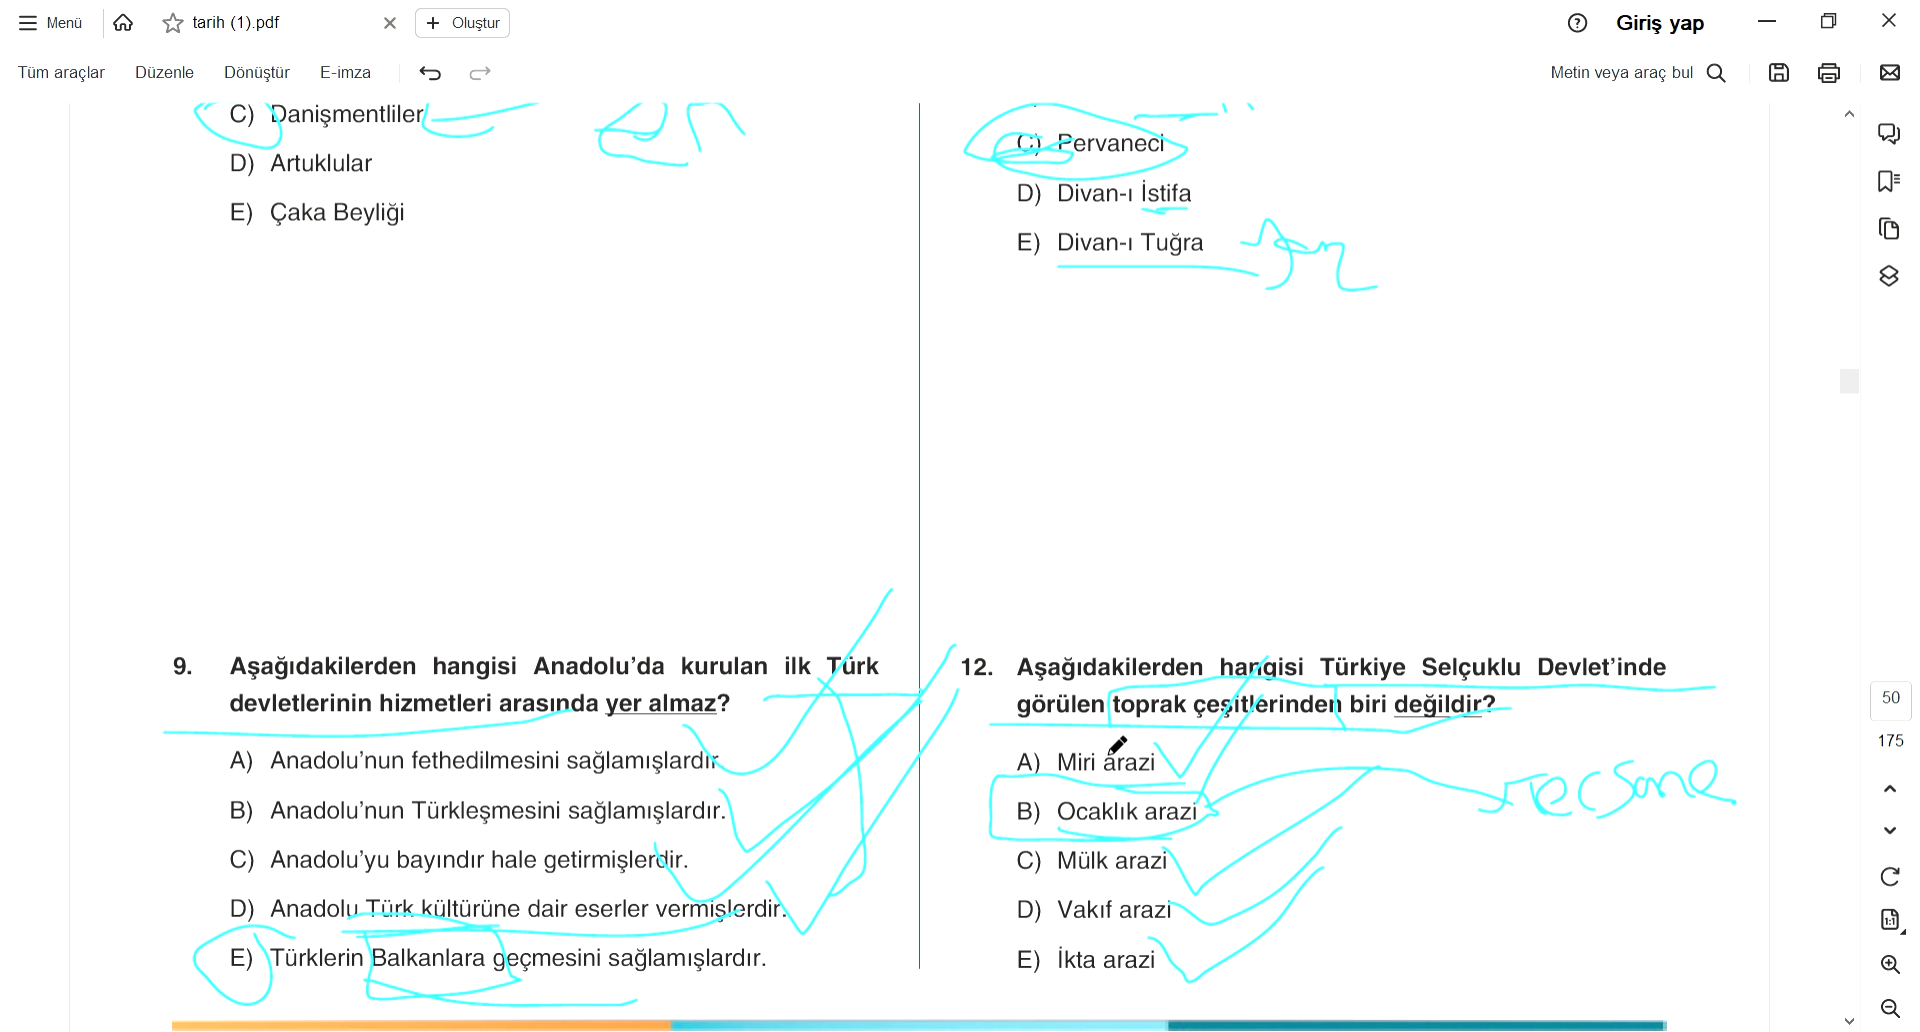 Menü
tarih (1).pdf
Oluştur
Giriş yap
Tüm araçlar
Düzenle
Dönüştür
E-imza
Metin veya araç bul
C) Danişmentliler
D) Artuklular
E) Çaka Beyliği
C) Pervaneci
D) Divan-ı İstifa
E) Divan-ı Tuğra
9. Aşağıdakilerden hangisi Anadolu’da kurulan ilk Türk
devletlerinin hizmetleri arasında yer almaz?
A) Anadolu’nun fethedilmesini sağlamışlardır.
B) Anadolu’nun Türkleşmesini sağlamışlardır.
C) Anadolu’yu bayındır hale getirmişlerdir.
D) Anadolu Türk kültürüne dair eserler vermişlerdir.
E) Türklerin Balkanlara geçmesini sağlamışlardır.
12. Aşağıdakilerden hangisi Türkiye Selçuklu Devlet’inde
görülen toprak çeşitlerinden biri değildir?
A) Miri arazi
B) Ocaklık arazi
C) Mülk arazi
D) Vakıf arazi
E) İkta arazi
50
175
1:1